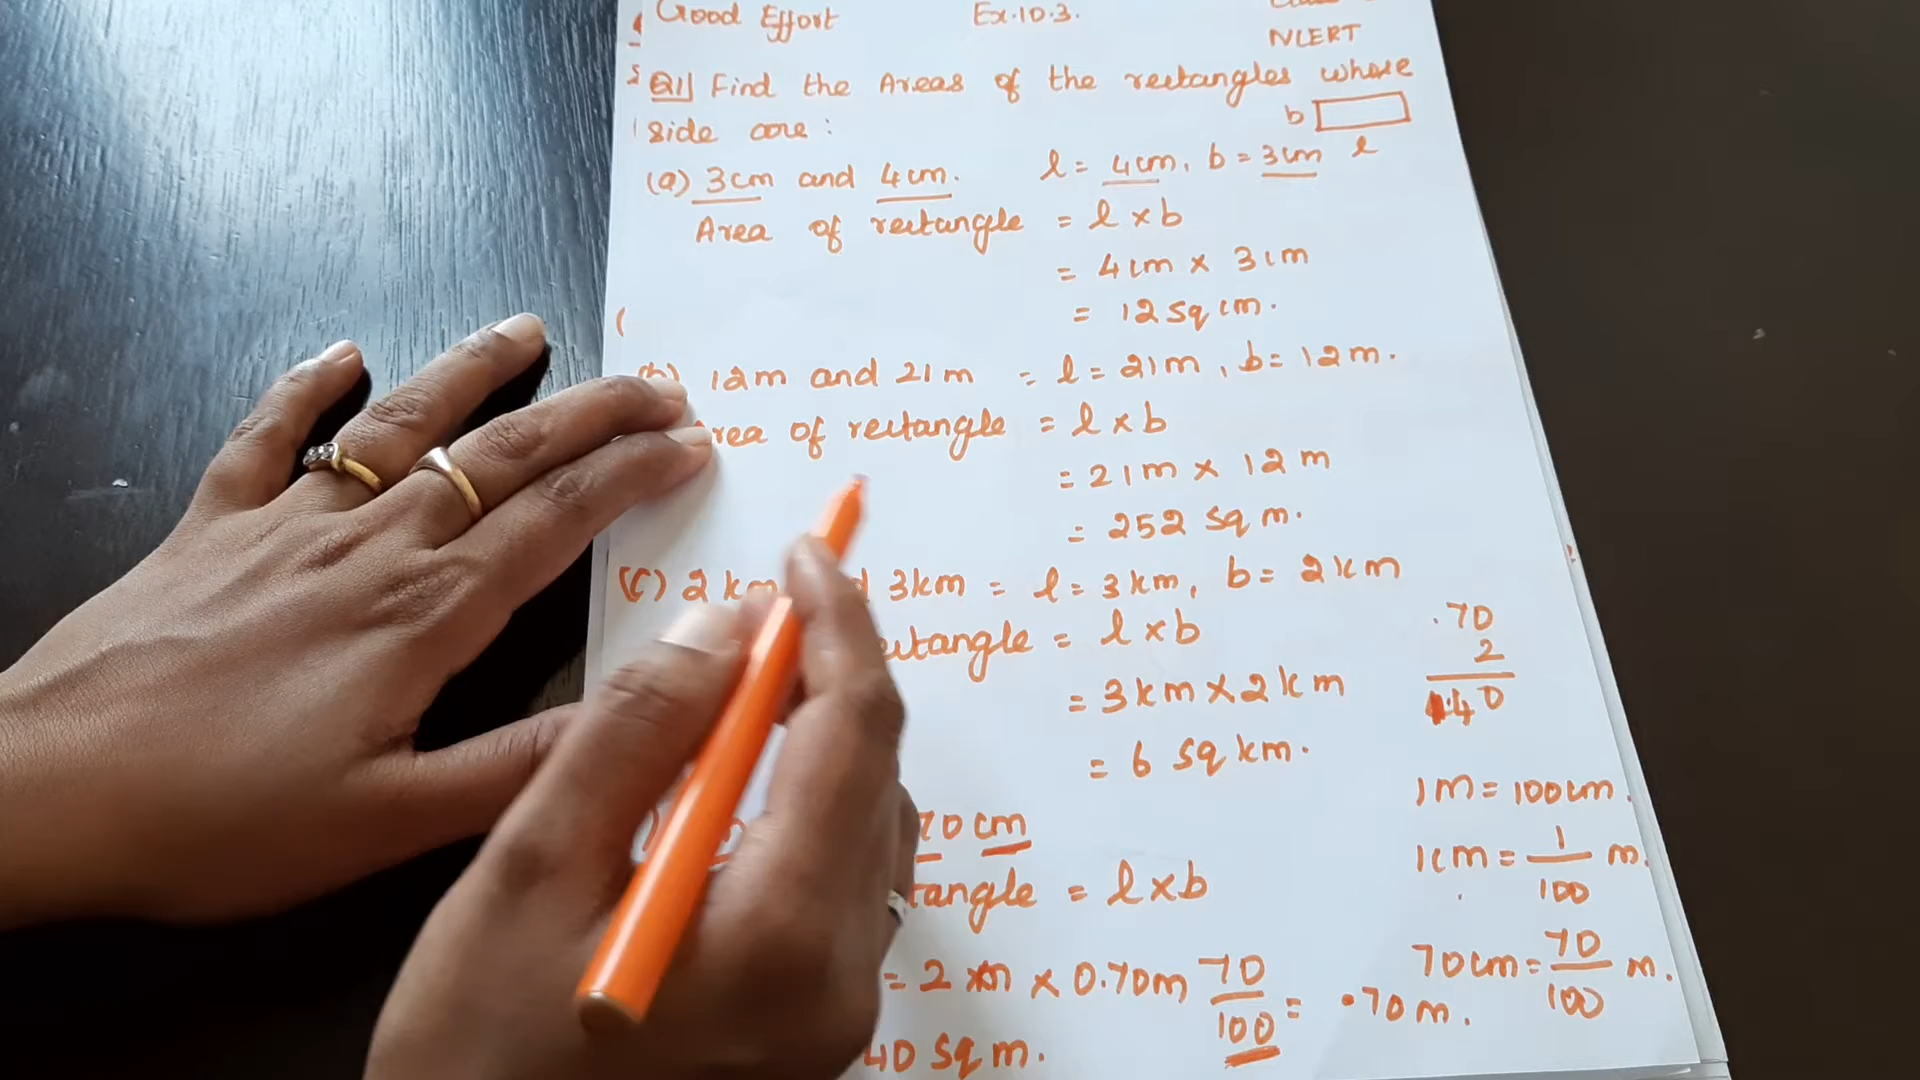 Good Effort Ex.10.3.
NCERT
Q1) Find the Areas of the rectangles whose
side are:
b
l
(a) 3cm and 4cm. l = 4cm, b = 3cm
Area of rectangle = l × b
= 4cm × 3cm
= 12 sq cm.
(
(b) 12m and 21m = l = 21m, b = 12m.
rea of rectangle = l × b
= 21m × 12m
= 252 sq m.
(C) 2 km 3km = l = 3km, b = 2km
ctangle = l × b
= 3km × 2km
= 6 sq km.
.70
2
1.40
1m = 100cm.
1cm = 1/100 m.
70 cm
tangle = l × b
70cm = 70/100 m.
= 2 m × 0.70m 70/100 = .70m.
40 sq m.